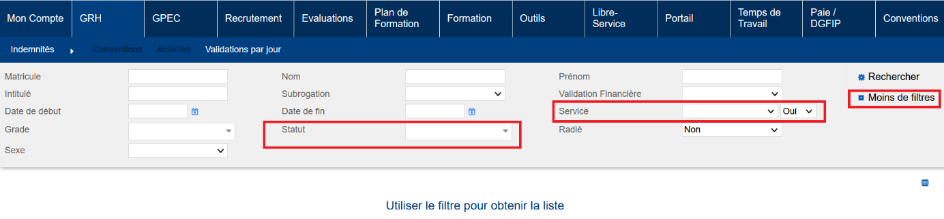 Mon Compte GRH GPEC Recrutement Evaluations Plan de Formation Formation Outils Libre-Service Portail Temps de Travail Paie / DGFIP Conventions
Indemnités Conventions Activités Validations par jour
Matricule Nom Prénom Rechercher
Intitulé Subrogation Validation Financière Moins de filtres
Date de début Date de fin Service Oui
Grade Statut Radié Non
Sexe
Utiliser le filtre pour obtenir la liste